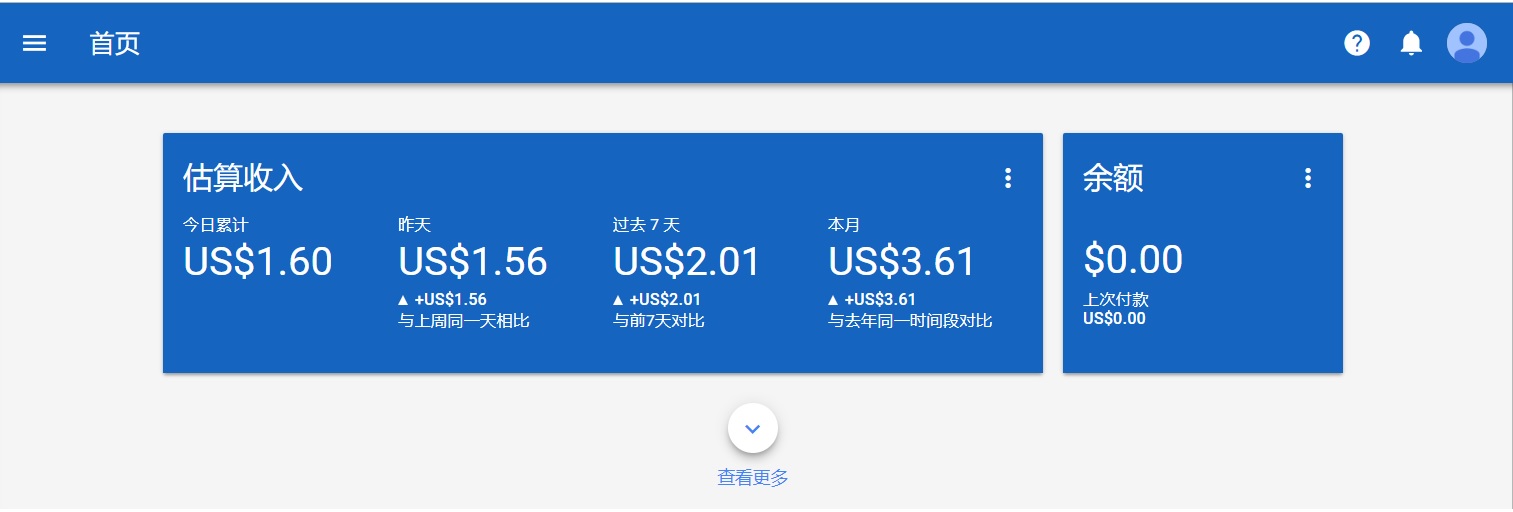 首页
估算收入
今日累计
US$1.60
昨天
US$1.56
▲ +US$1.56
与上周同一天相比
过去 7 天
US$2.01
▲ +US$2.01
与前7天对比
本月
US$3.61
▲ +US$3.61
与去年同一时间段对比
余额
$0.00
上次付款
US$0.00
查看更多